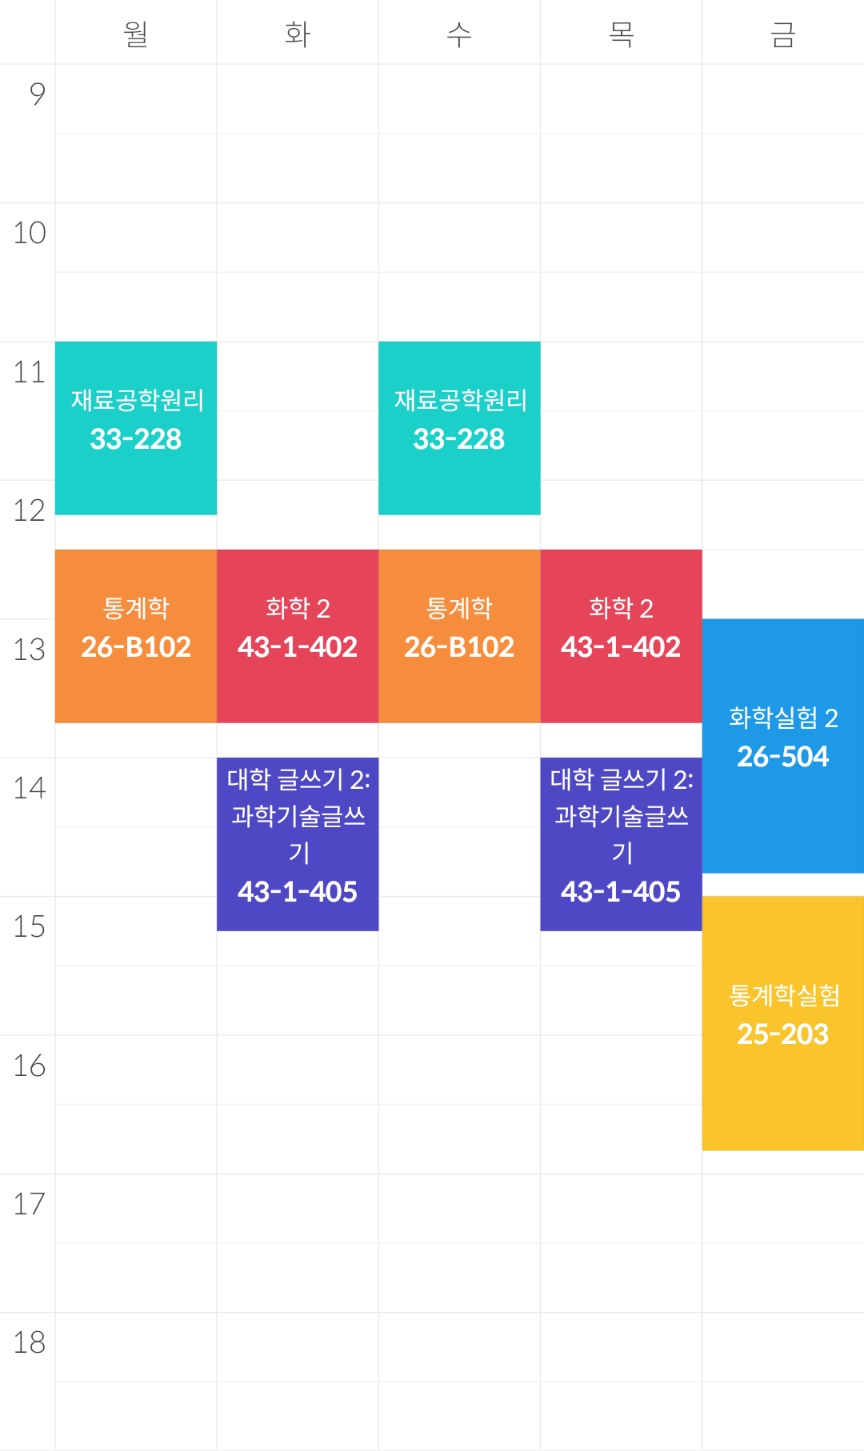 월 화 수 목 금
9
10
11
재료공학원리
33-228
재료공학원리
33-228
12
통계학
26-B102
화학 2
43-1-402
통계학
26-B102
화학 2
43-1-402
13
화학실험 2
26-504
14
대학 글쓰기 2:
과학기술글쓰
기
43-1-405
대학 글쓰기 2:
과학기술글쓰
기
43-1-405
15
통계학실험
25-203
16
17
18